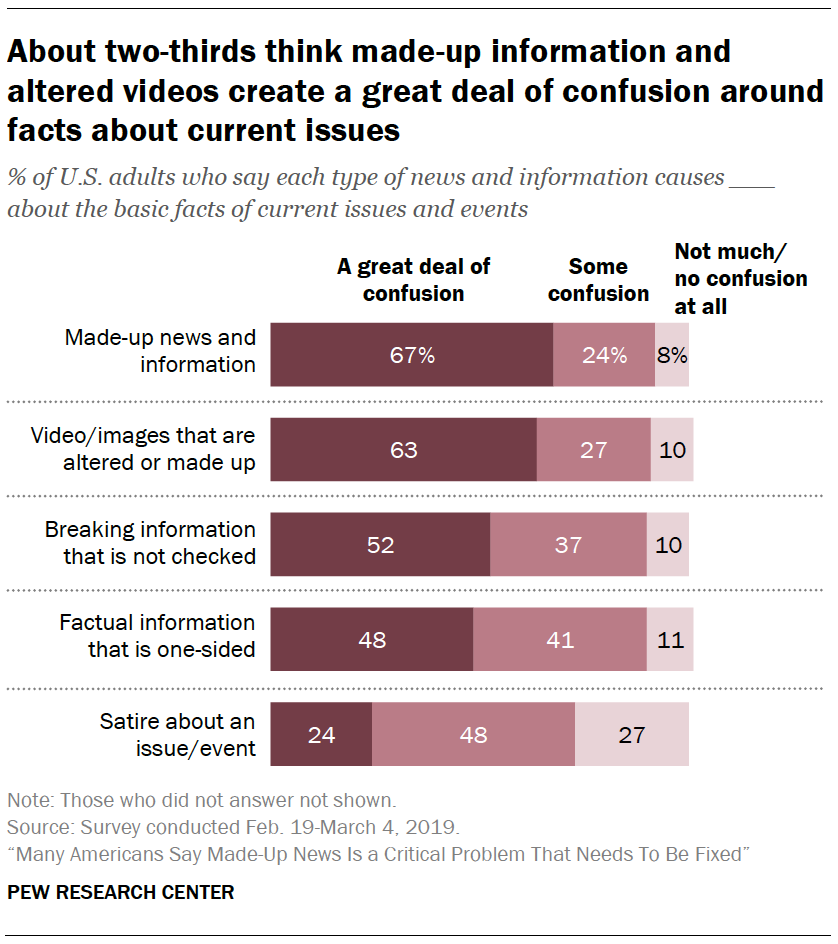 About two-thirds think made-up information and
altered videos create a great deal of confusion around
facts about current issues
% of U.S. adults who say each type of news and information causes ____
about the basic facts of current issues and events
A great deal of
confusion
Some
confusion
Not much/
no confusion
at all
Made-up news and
information
67%
24%
8%
Video/images that are
altered or made up
63
27
10
Breaking information
that is not checked
52
37
10
Factual information
that is one-sided
48
41
11
Satire about an
issue/event
24
48
27
Note: Those who did not answer not shown.
Source: Survey conducted Feb. 19-March 4, 2019.
“Many Americans Say Made-Up News Is a Critical Problem That Needs To Be Fixed”
PEW RESEARCH CENTER